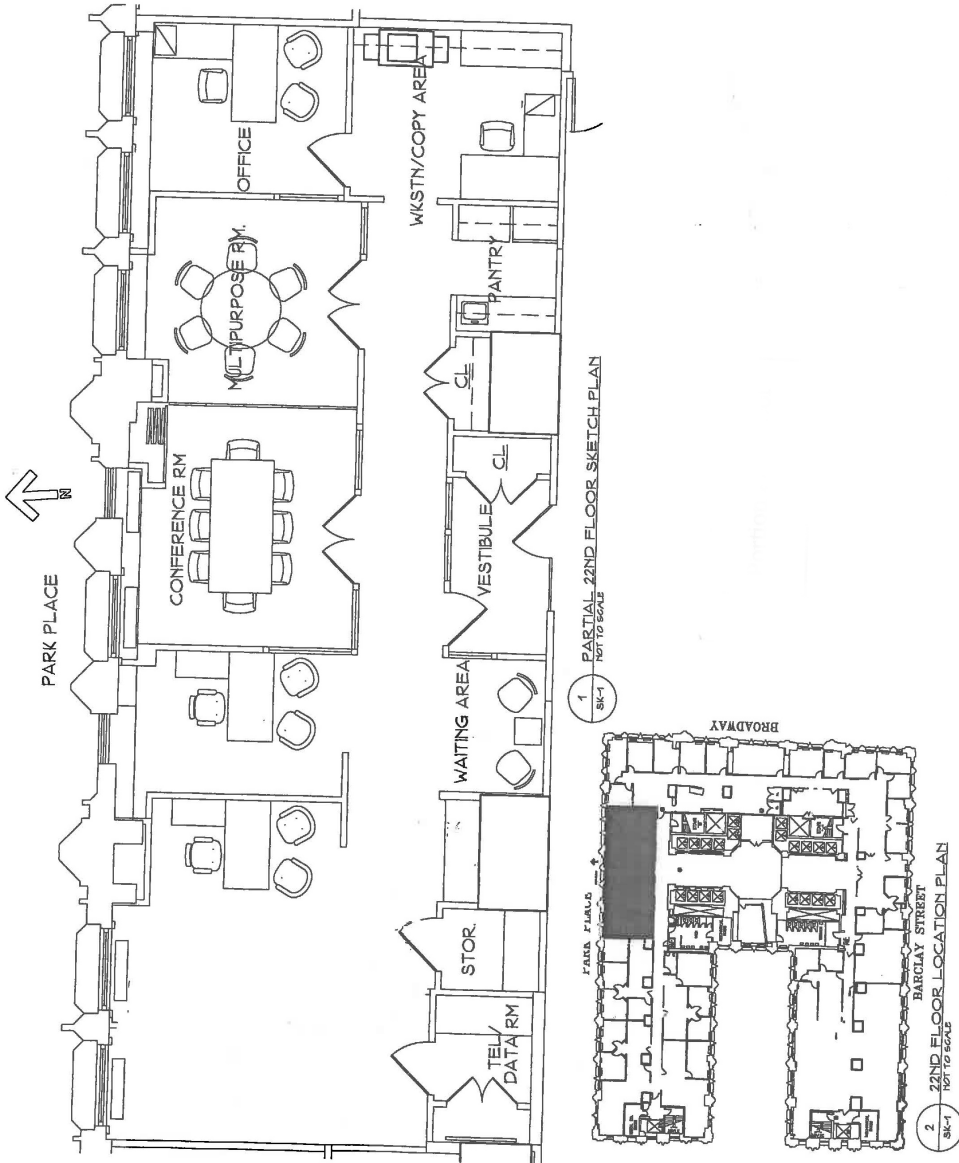 PARK PLACE
N
OFFICE
MULTIPURPOSE RM.
CONFERENCE RM
WKSTN/COPY AREA
PANTRY
CL
CL
VESTIBULE
WAITING AREA
STOR.
TEL/
DATA RM
1
SK-1
PARTIAL 22ND FLOOR SKETCH PLAN
NOT TO SCALE
PARK PLACE
BROADWAY
BARCLAY STREET
2
SK-1
22ND FLOOR LOCATION PLAN
NOT TO SCALE